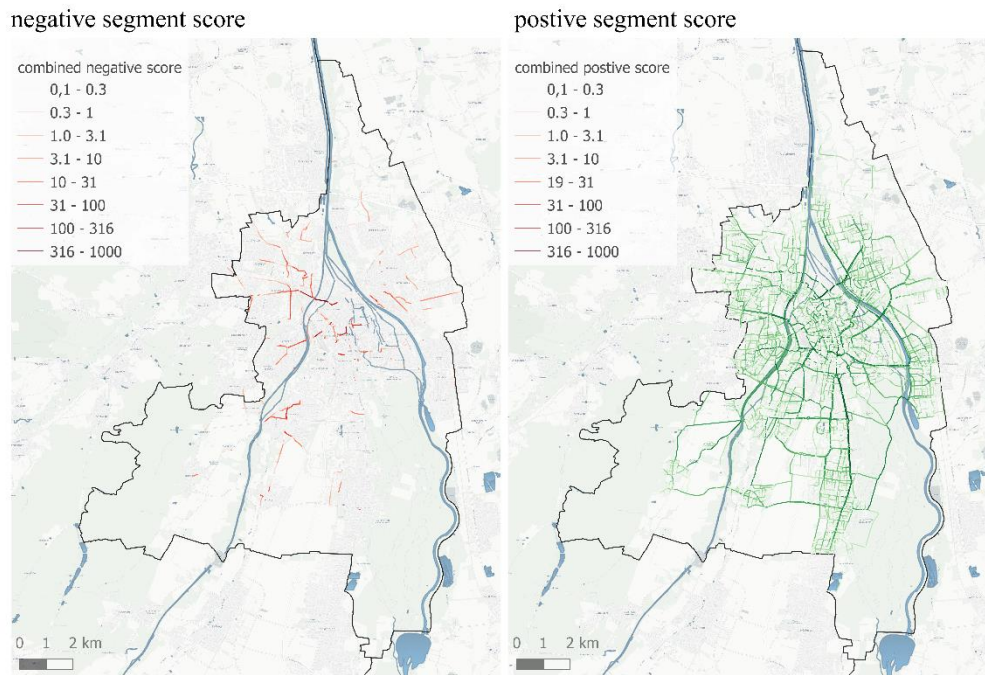 negative segment score
combined negative score
0,1 - 0.3
0.3 - 1
1.0 - 3.1
3.1 - 10
10 - 31
31 - 100
100 - 316
316 - 1000
0 1 2 km
postive segment score
combined postive score
0,1 - 0.3
0.3 - 1
1.0 - 3.1
3.1 - 10
19 - 31
31 - 100
100 - 316
316 - 1000
0 1 2 km